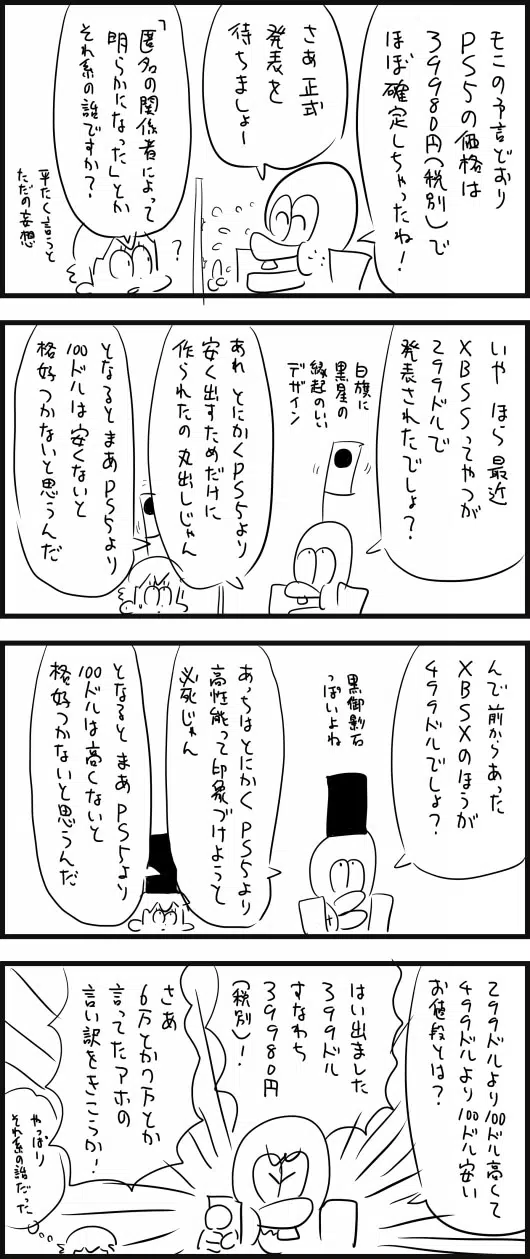 モコの予言どおり
PS5の価格は
39980円(税別)で
ほぼ確定しちゃったね!
さあ 正式
発表を
待ちましょー
「匿名の関係者によって
明らかになった」とか
それ系の話ですか?
平たく言うと
ただの妄想
?
いや ほら 最近
XBSSってやつが
299ドルで
発表されたでしょ?
白旗に
黒星の
縁起のいい
デザイン
あれ とにかくPS5より
安く出すためだけに
作られたの 丸出しじゃん
となるとまあ PS5より
100ドルは安くないと
格好つかないと思うんだ
んで前からあった
XBSXのほうが
499ドルでしょ?
黒御影石
っぽいよね
あっちはとにかくPS5より
高性能って印象づけようと
必死じゃん
となると まあ PS5より
100ドルは高くないと
格好つかないと思うんだ
299ドルより100ドル高くて
499ドルより100ドル安い
お値段とは?
はい出ました
399ドル
すなわち
39980円
(税別)!
さあ
6万とか7万とか
言ってたアホの
言い訳をきこうか!
やっぱり
それ系の話だった